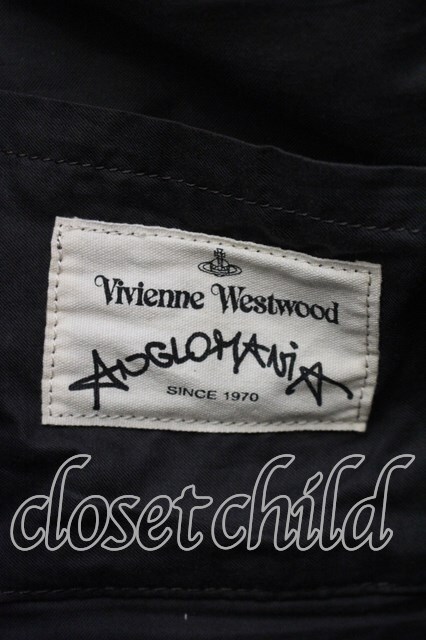 Vivienne Westwood
ANGLOMANiA
SINCE 1970
closet child